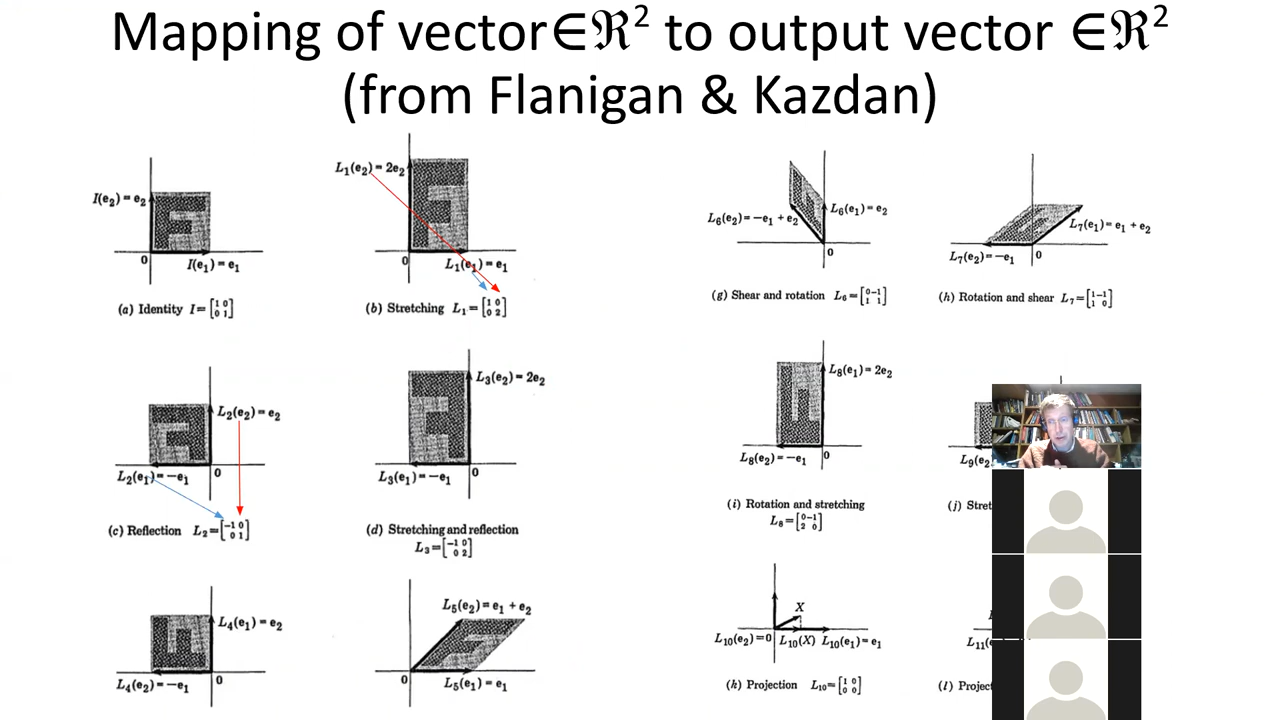 Mapping of vector∈ℜ² to output vector ∈ℜ²
(from Flanigan & Kazdan)
I(e₂) = e₂
0
I(e₁) = e₁
(a) Identity I = [1 0
0 1]
L₁(e₂) = 2e₂
0
L₁(e₁) = e₁
(b) Stretching L₁ = [1 0
0 2]
L₂(e₂) = e₂
L₂(e₁) = −e₁
0
(c) Reflection L₂ = [−1 0
0 1]
L₃(e₂) = 2e₂
L₃(e₁) = −e₁
0
(d) Stretching and reflection
L₃ = [−1 0
0 2]
L₄(e₁) = e₂
L₄(e₂) = −e₁
0
L₅(e₂) = e₁ + e₂
0
L₅(e₁) = e₁
L₆(e₂) = −e₁ + e₂
L₆(e₁) = e₂
0
(g) Shear and rotation L₆ = [0 −1
1 1]
L₇(e₁) = e₁ + e₂
L₇(e₂) = −e₁
0
(h) Rotation and shear L₇ = [1 −1
1 0]
L₈(e₁) = 2e₂
L₈(e₂) = −e₁
0
(i) Rotation and stretching
L₈ = [0 −1
2 0]
L₉(e₂
(j) Stret
X
L₁₀(e₂) = 0
L₁₀(X)
L₁₀(e₁) = e₁
(k) Projection L₁₀ = [1 0
0 0]
L₁₁(e
(l) Project